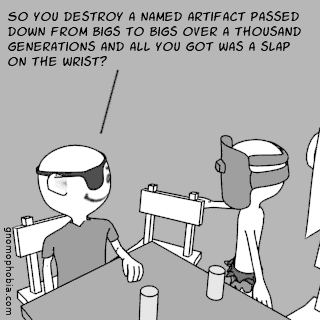 SO YOU DESTROY A NAMED ARTIFACT PASSED
DOWN FROM BIGS TO BIGS OVER A THOUSAND
GENERATIONS AND ALL YOU GOT WAS A SLAP
ON THE WRIST?
gnomophobia.com